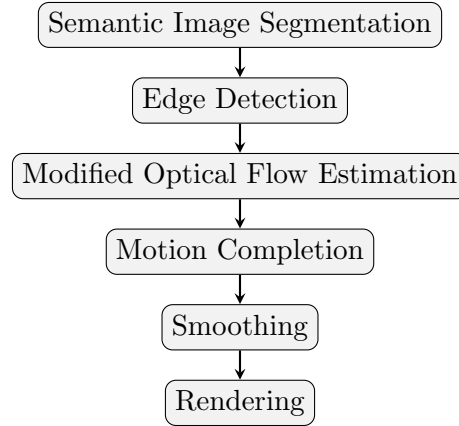 Semantic Image Segmentation
Edge Detection
Modified Optical Flow Estimation
Motion Completion
Smoothing
Rendering